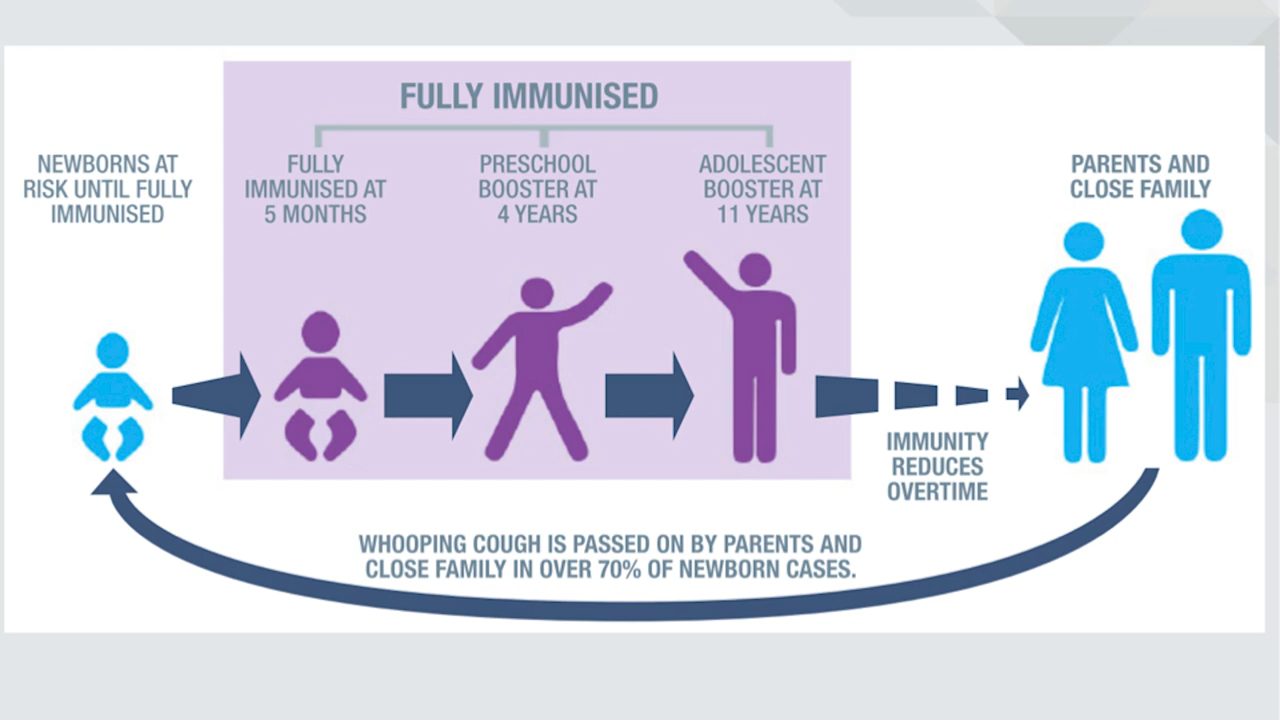 FULLY IMMUNISED
NEWBORNS AT
RISK UNTIL FULLY
IMMUNISED
FULLY
IMMUNISED AT
5 MONTHS
PRESCHOOL
BOOSTER AT
4 YEARS
ADOLESCENT
BOOSTER AT
11 YEARS
PARENTS AND
CLOSE FAMILY
IMMUNITY
REDUCES
OVERTIME
WHOOPING COUGH IS PASSED ON BY PARENTS AND
CLOSE FAMILY IN OVER 70% OF NEWBORN CASES.